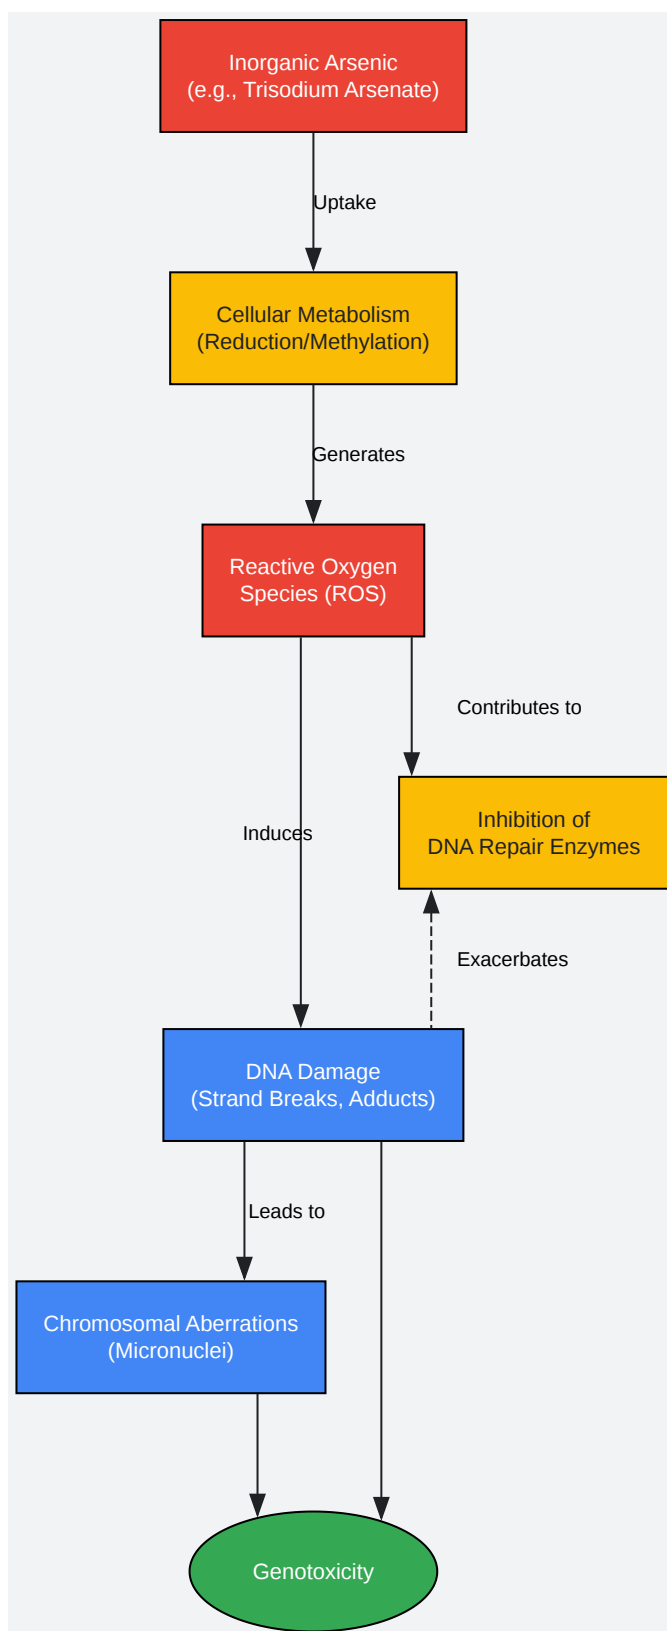 Inorganic Arsenic
(e.g., Trisodium Arsenate)
Uptake
Cellular Metabolism
(Reduction/Methylation)
Generates
Reactive Oxygen
Species (ROS)
Contributes to
Inhibition of
DNA Repair Enzymes
Induces
Exacerbates
DNA Damage
(Strand Breaks, Adducts)
Leads to
Chromosomal Aberrations
(Micronuclei)
Genotoxicity